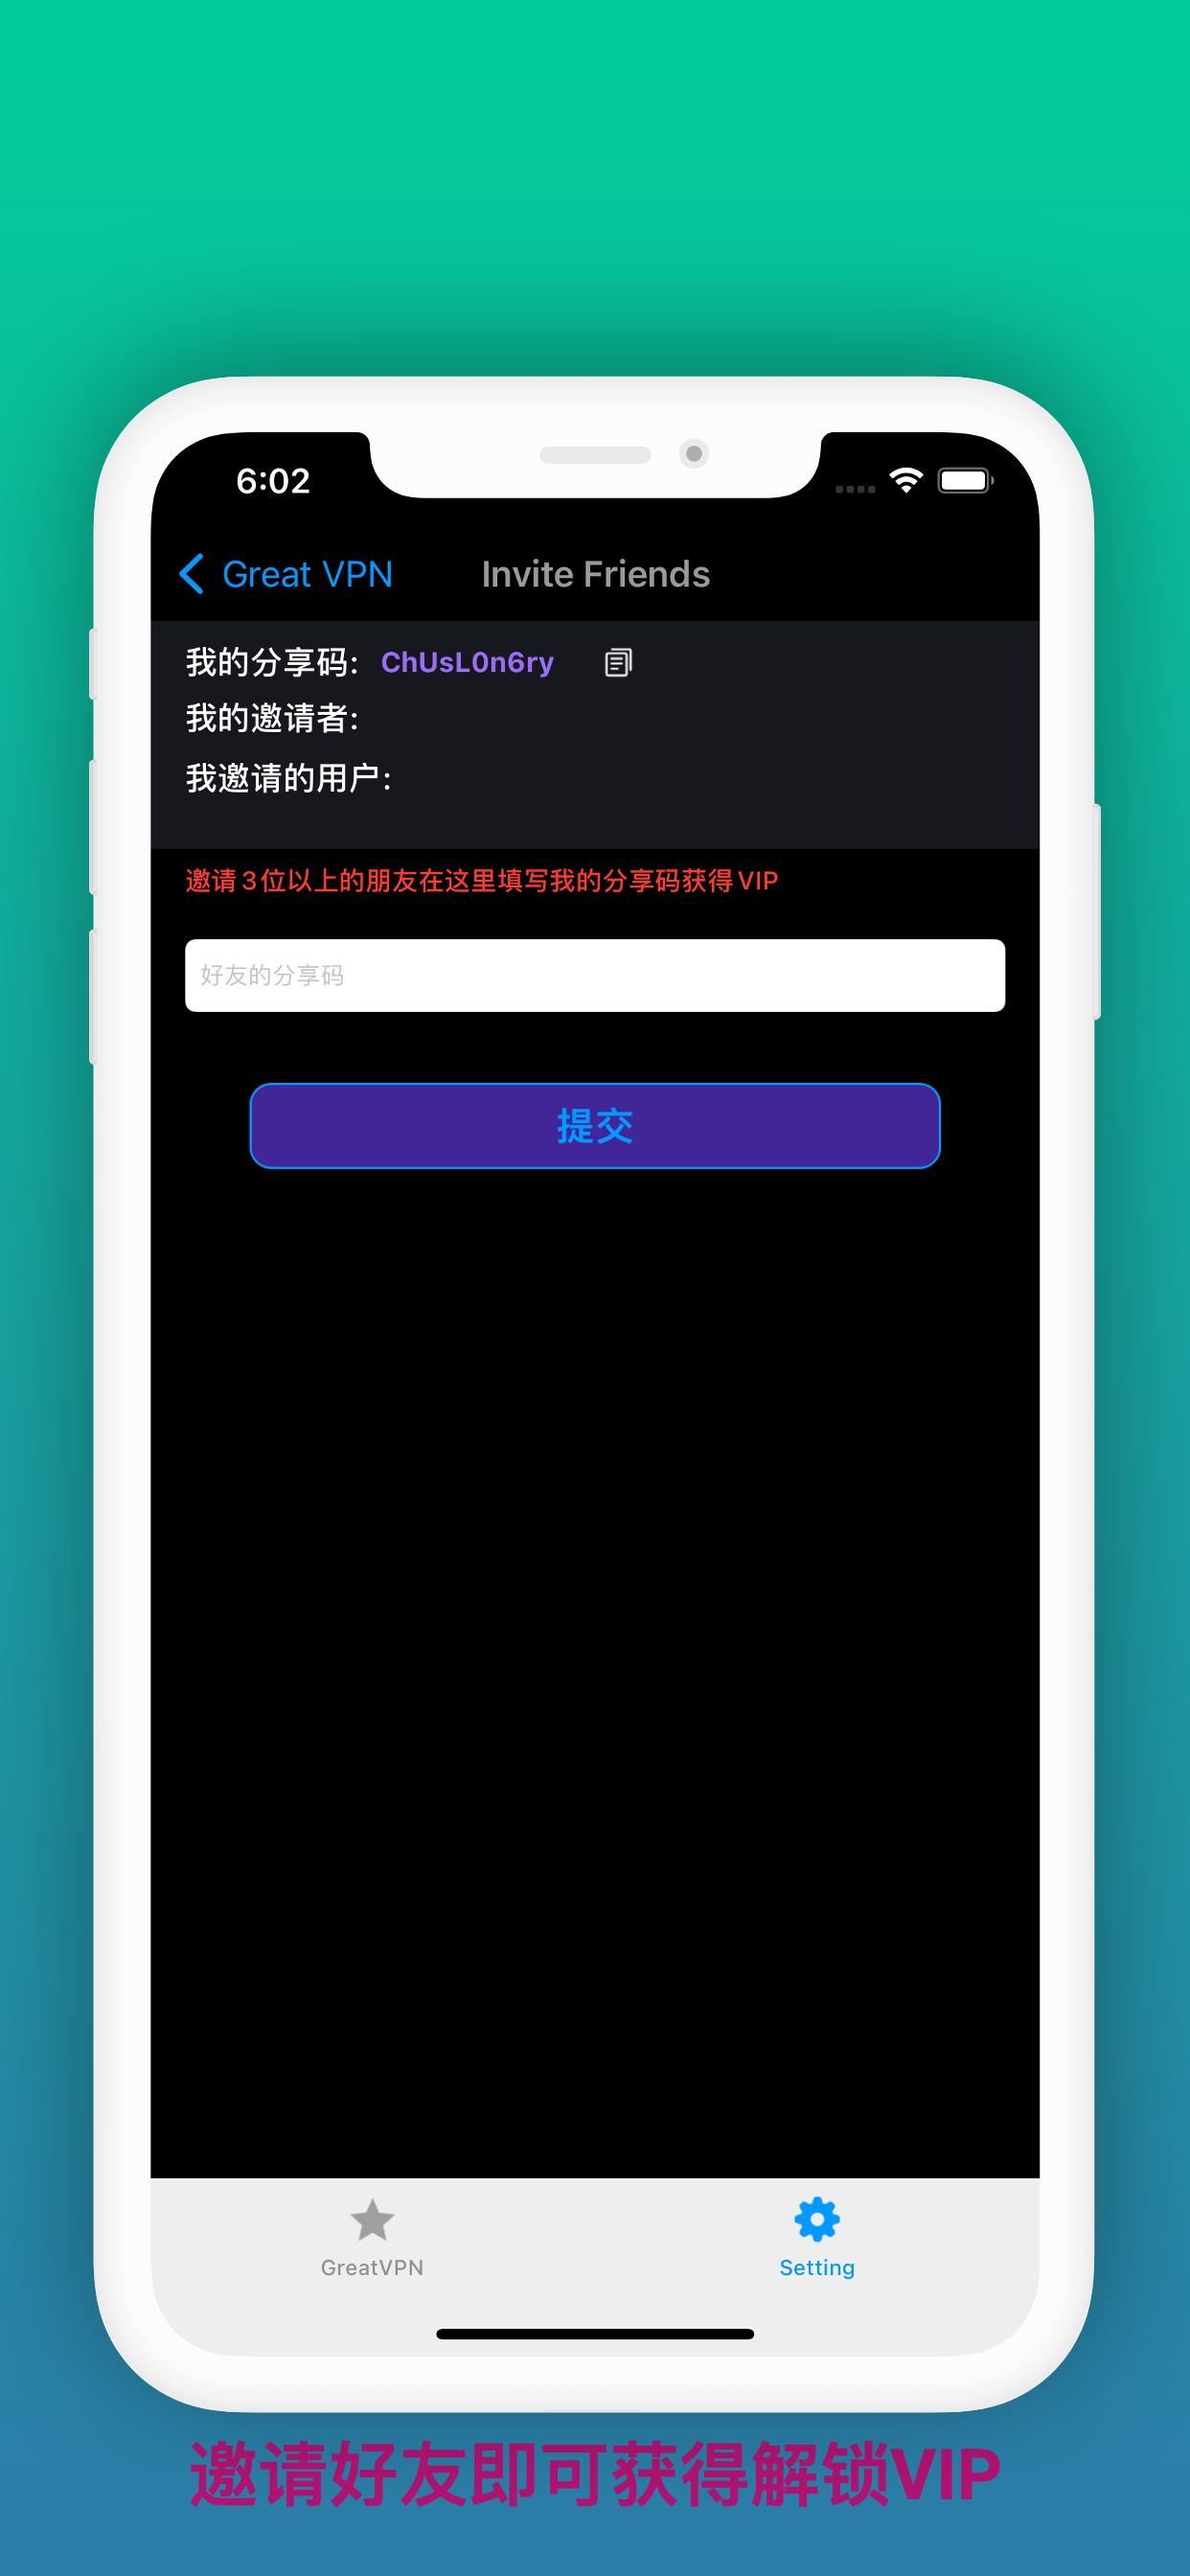 6:02
Great VPN Invite Friends
我的分享码: ChUsL0n6ry
我的邀请者:
我邀请的用户:
邀请3位以上的朋友在这里填写我的分享码获得VIP
好友的分享码
提交
GreatVPN Setting
邀请好友即可获得解锁VIP